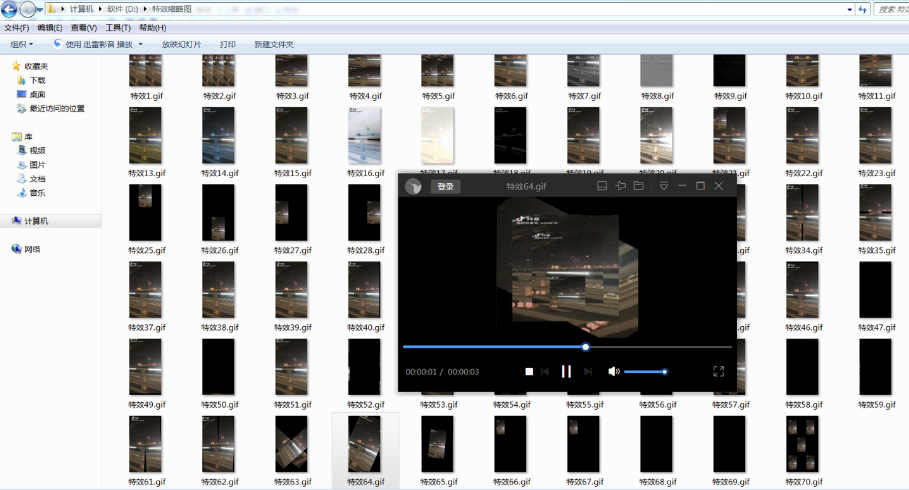 计算机 ▸ 软件 (D:) ▸ 特效缩略图
搜索 特效
文件(F) 编辑(E) 查看(V) 工具(T) 帮助(H)
组织 使用 迅雷影音 播放 放映幻灯片 打印 新建文件夹
收藏夹
下载
桌面
最近访问的位置
库
视频
图片
文档
音乐
计算机
网络
特效1.gif 特效2.gif 特效3.gif 特效4.gif 特效5.gif 特效6.gif 特效7.gif 特效8.gif 特效9.gif 特效10.gif 特效11.gif
特效13.gif 特效14.gif 特效15.gif 特效16.gif 特效17.gif 特效18.gif 特效19.gif 特效20.gif 特效21.gif 特效22.gif 特效23.gif
登录 特效64.gif
特效25.gif 特效26.gif 特效27.gif 特效28.gif 特效34.gif 特效35.gif
特效37.gif 特效38.gif 特效39.gif 特效40.gif 特效46.gif 特效47.gif
00:00:01 / 00:00:03
特效49.gif 特效50.gif 特效51.gif 特效52.gif 特效53.gif 特效54.gif 特效55.gif 特效56.gif 特效57.gif 特效58.gif 特效59.gif
特效61.gif 特效62.gif 特效63.gif 特效64.gif 特效65.gif 特效66.gif 特效67.gif 特效68.gif 特效69.gif 特效70.gif